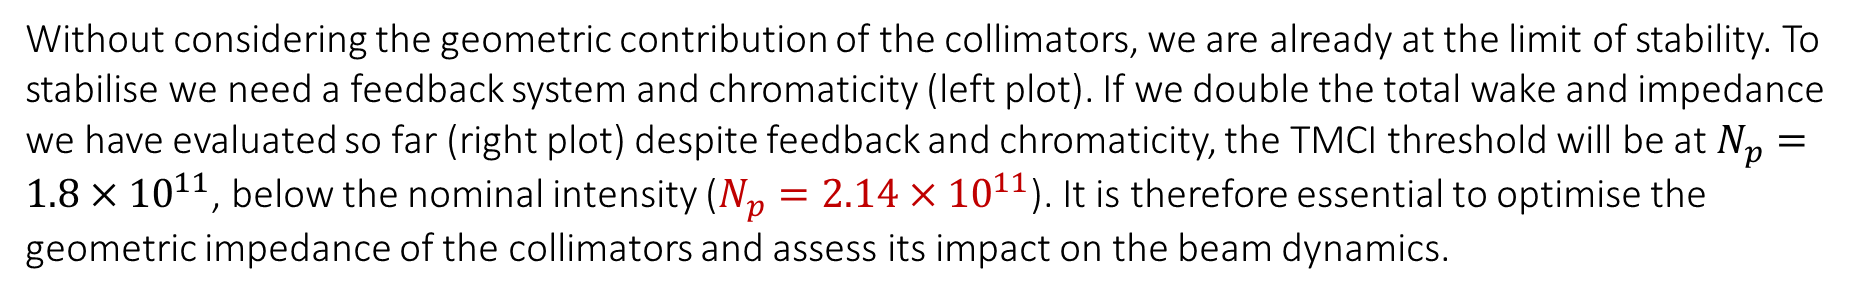 Without considering the geometric contribution of the collimators, we are already at the limit of stability. To
stabilise we need a feedback system and chromaticity (left plot). If we double the total wake and impedance
we have evaluated so far (right plot) despite feedback and chromaticity, the TMCI threshold will be at $N_p =$
$1.8 \times 10^{11}$, below the nominal intensity ($N_p = 2.14 \times 10^{11}$). It is therefore essential to optimise the
geometric impedance of the collimators and assess its impact on the beam dynamics.